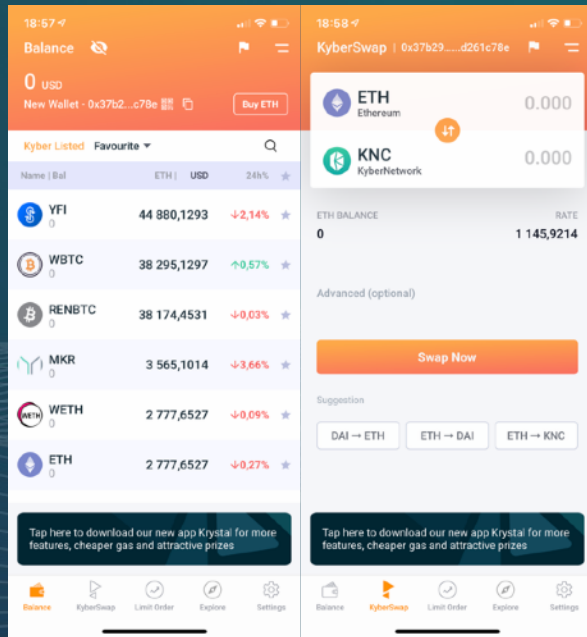 18:57
Balance
0 USD
New Wallet - 0x37b2...c78e
Buy ETH
Kyber Listed Favourite
Name | Bal ETH | USD 24h%
YFI 44 880,1293 2,14%
0
WBTC 38 295,1297 0,57%
0
RENBTC 38 174,4531 0,03%
0
MKR 3 565,1014 3,66%
0
WETH 2 777,6527 0,09%
0
ETH 2 777,6527 0,27%
0
Tap here to download our new app Krystal for more
features, cheaper gas and attractive prizes
Balance KyberSwap Limit Order Explore Settings
18:58
KyberSwap | 0x37b29......d261c78e
ETH 0.000
Ethereum
KNC 0.000
KyberNetwork
ETH BALANCE RATE
0 1 145,9214
Advanced (optional)
Swap Now
Suggestion
DAI → ETH ETH → DAI ETH → KNC
Tap here to download our new app Krystal for more
features, cheaper gas and attractive prizes
Balance KyberSwap Limit Order Explore Settings